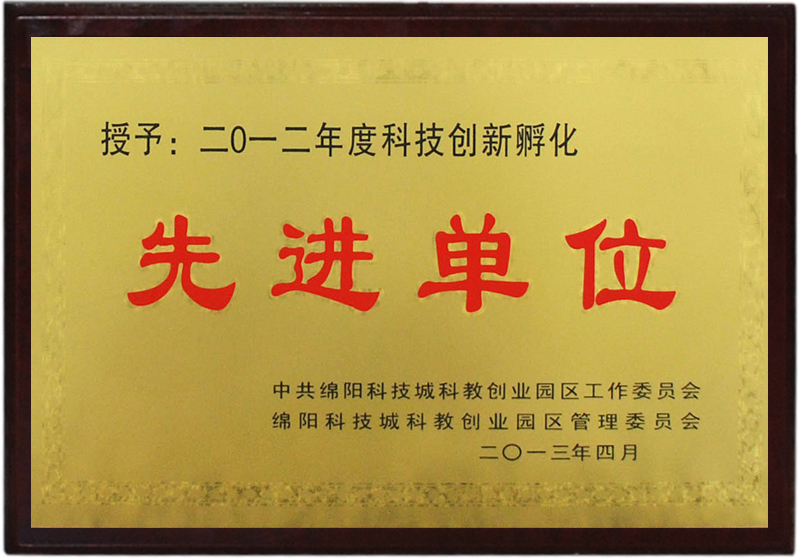 授予：二0一二年度科技创新孵化
先进单位
中共绵阳科技城科教创业园区工作委员会
绵阳科技城科教创业园区管理委员会
二〇一三年四月